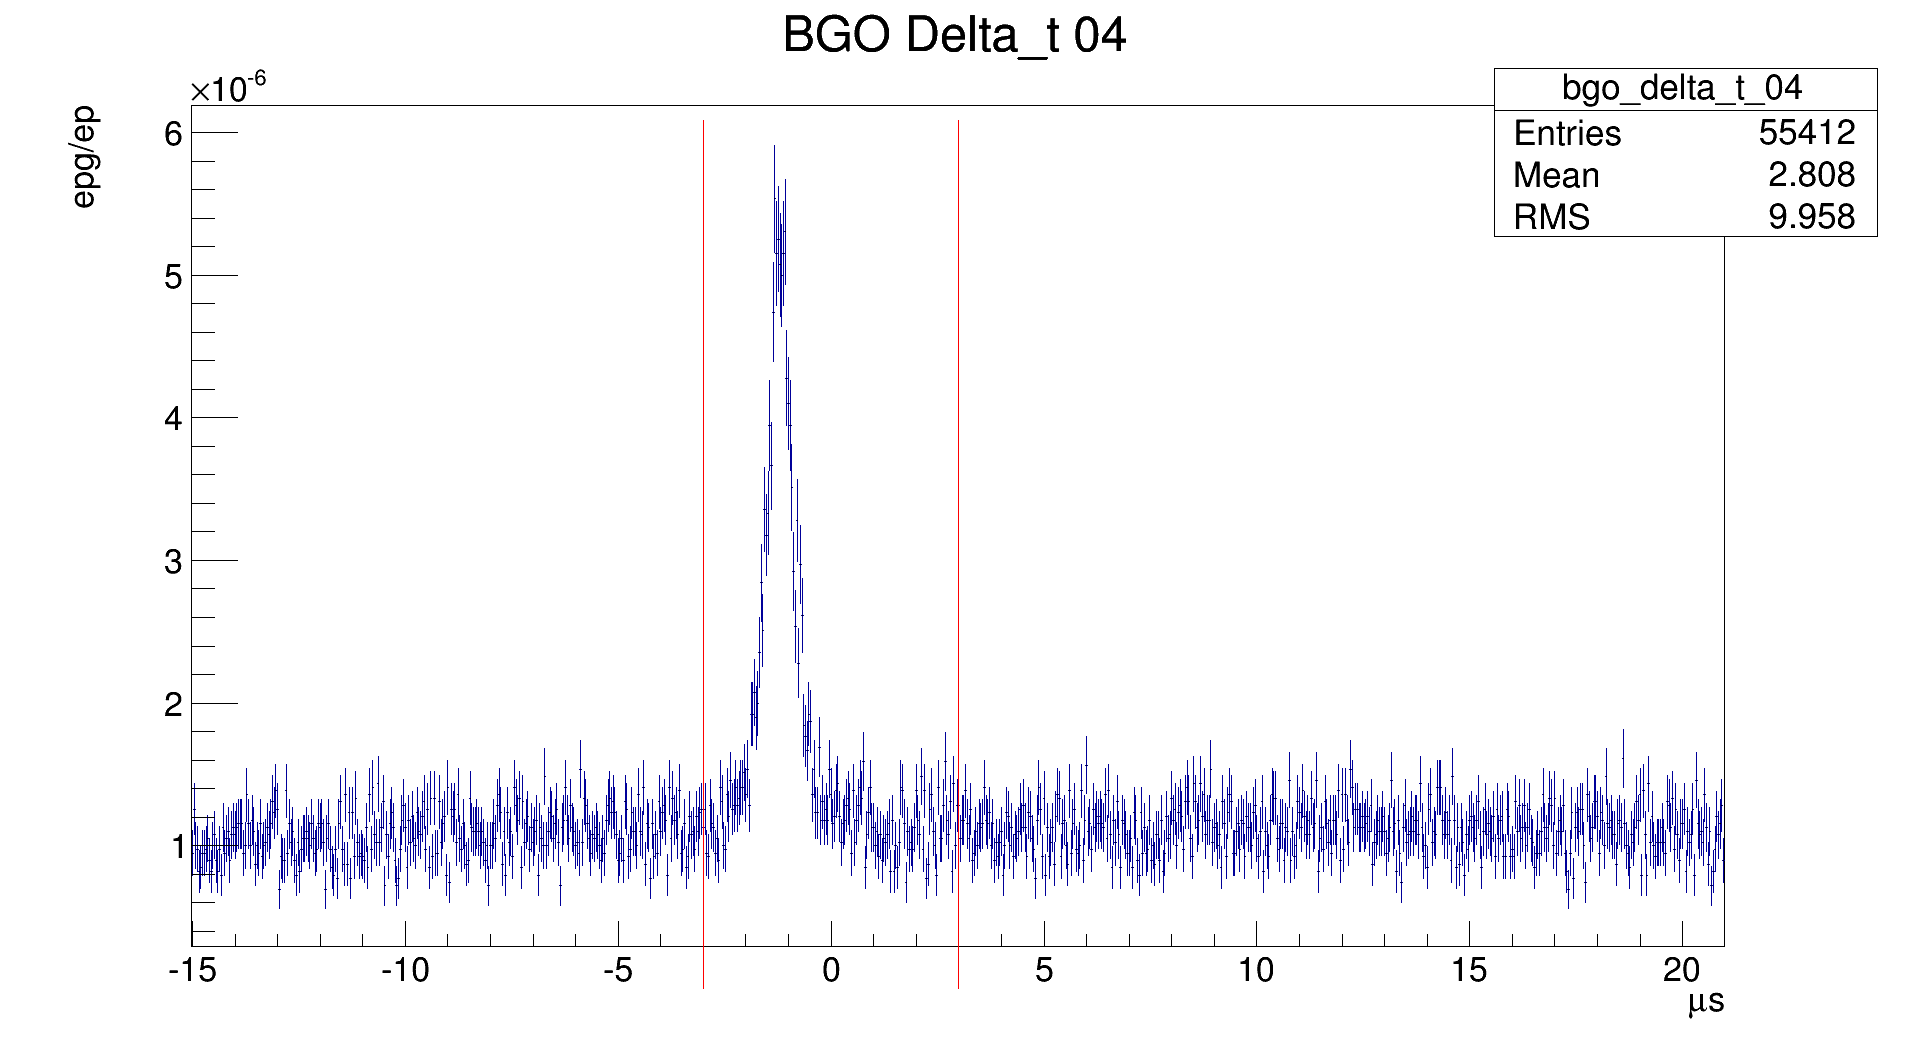 BGO Delta_t 04
×10-6
epg/ep
bgo_delta_t_04
Entries 55412
Mean 2.808
RMS 9.958
6
5
4
3
2
1
-15 -10 -5 0 5 10 15 20
μs